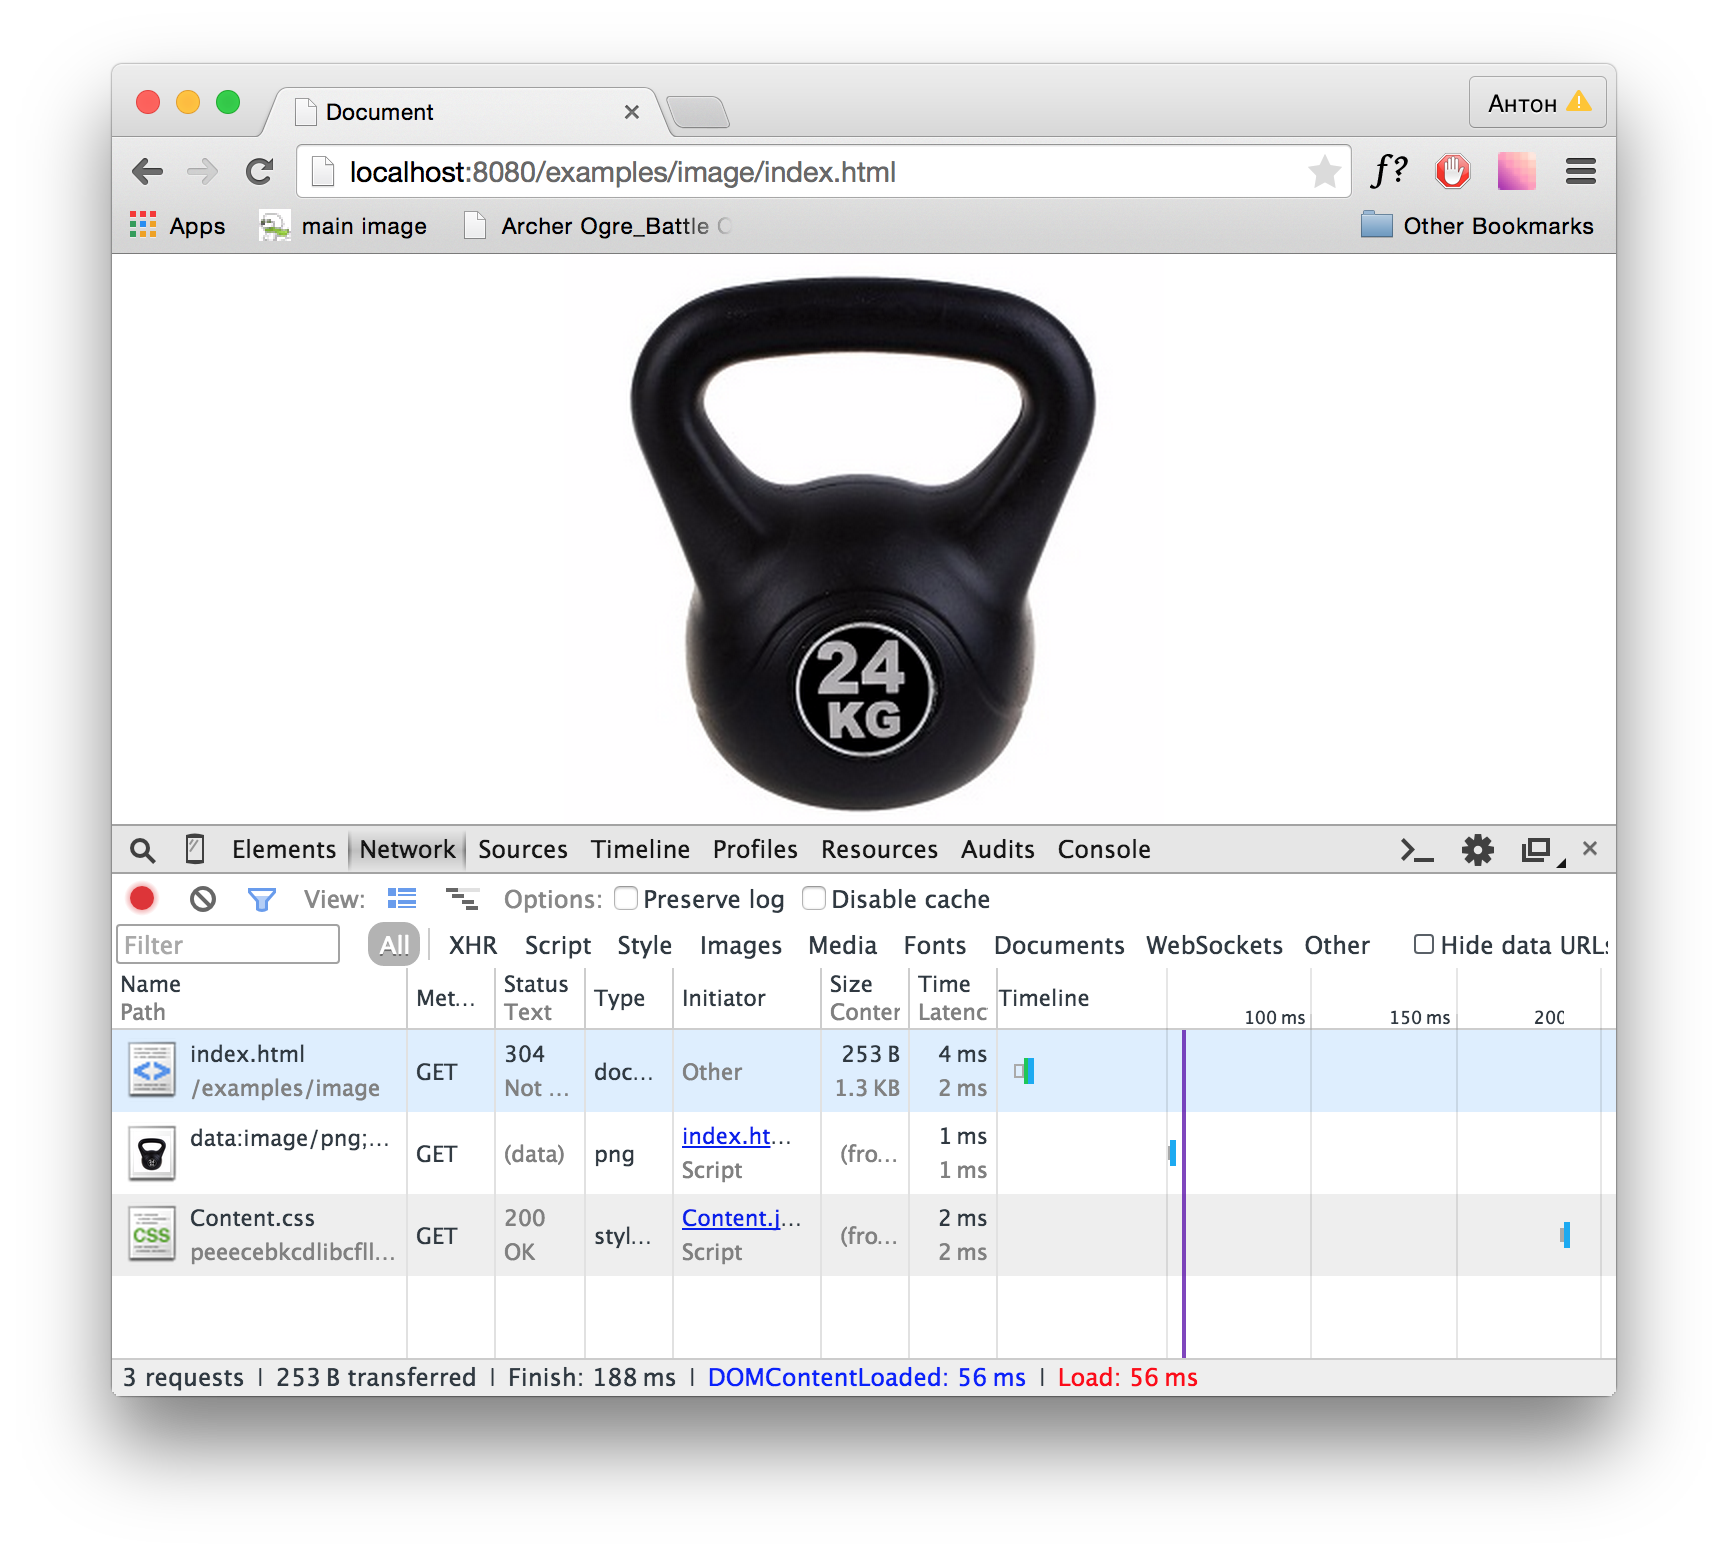 Document
Антон
localhost:8080/examples/image/index.html
f?
Apps main image Archer Ogre_Battle Other Bookmarks
24
KG
Elements Network Sources Timeline Profiles Resources Audits Console
View: Options: Preserve log Disable cache
Filter All XHR Script Style Images Media Fonts Documents WebSockets Other Hide data URLs
Name Met... Status Type Initiator Size Time Timeline
Path Text Conter Latenc
100 ms 150 ms 200
index.html GET 304 doc... Other 253 B 4 ms
/examples/image Not ... 1.3 KB 2 ms
data:image/png;... GET (data) png index.ht... (fro... 1 ms
Script 1 ms
CSS
Content.css GET 200 styl... Content.j... (fro... 2 ms
peeecebkcdlibcfll... OK Script 2 ms
3 requests | 253 B transferred | Finish: 188 ms | DOMContentLoaded: 56 ms | Load: 56 ms